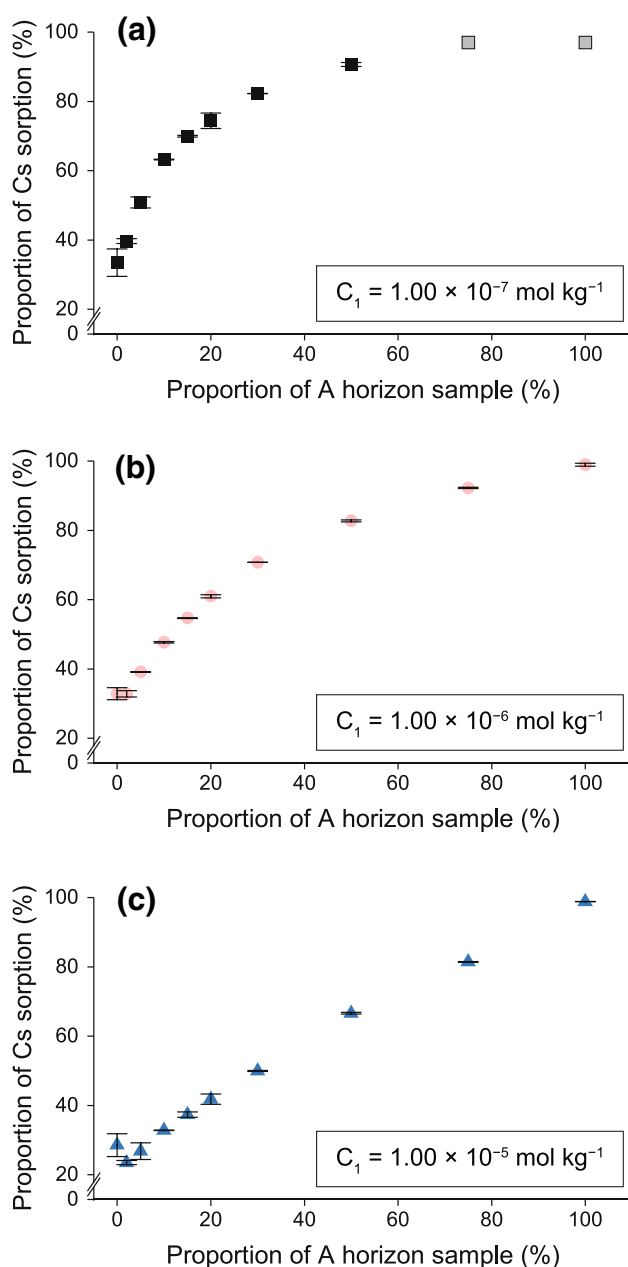 (a)
Proportion of Cs sorption (%)
100
80
60
40
20
0
C₁ = 1.00 × 10⁻⁷ mol kg⁻¹
0 20 40 60 80 100
Proportion of A horizon sample (%)
(b)
Proportion of Cs sorption (%)
100
80
60
40
20
0
C₁ = 1.00 × 10⁻⁶ mol kg⁻¹
0 20 40 60 80 100
Proportion of A horizon sample (%)
(c)
Proportion of Cs sorption (%)
100
80
60
40
20
0
C₁ = 1.00 × 10⁻⁵ mol kg⁻¹
0 20 40 60 80 100
Proportion of A horizon sample (%)